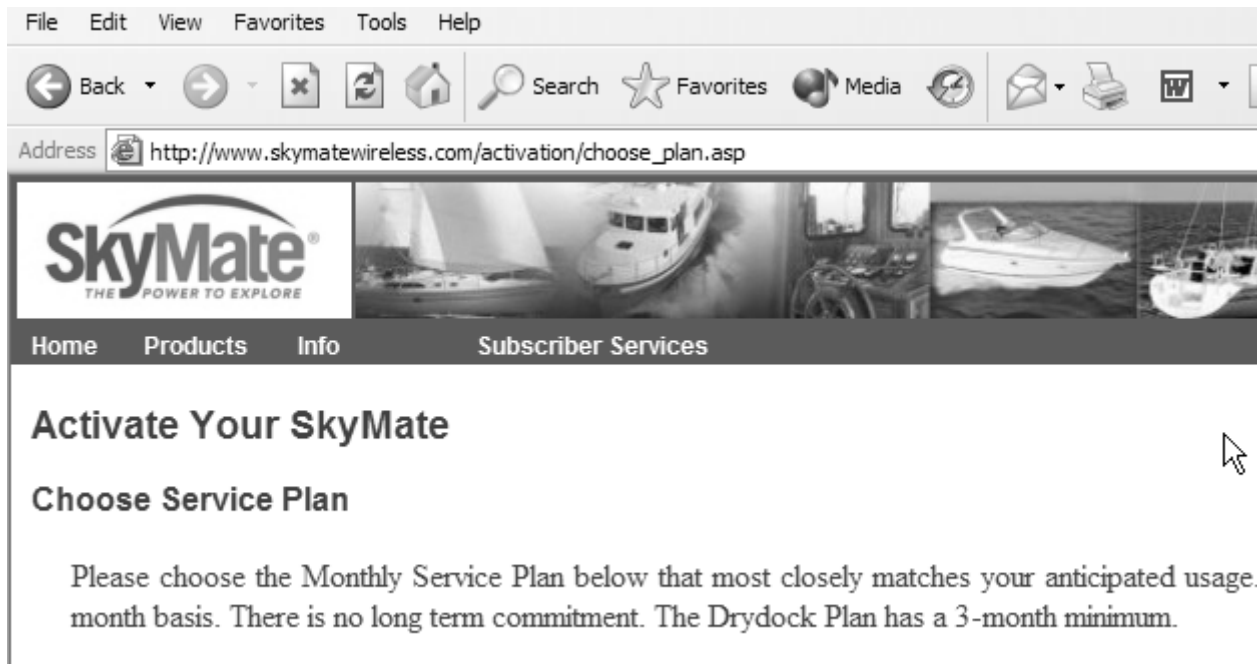 File Edit View Favorites Tools Help
Back Search Favorites Media
Address http://www.skymatewireless.com/activation/choose_plan.asp
SkyMate®
THE POWER TO EXPLORE
Home Products Info Subscriber Services
Activate Your SkyMate
Choose Service Plan
Please choose the Monthly Service Plan below that most closely matches your anticipated usage.
month basis. There is no long term commitment. The Drydock Plan has a 3-month minimum.